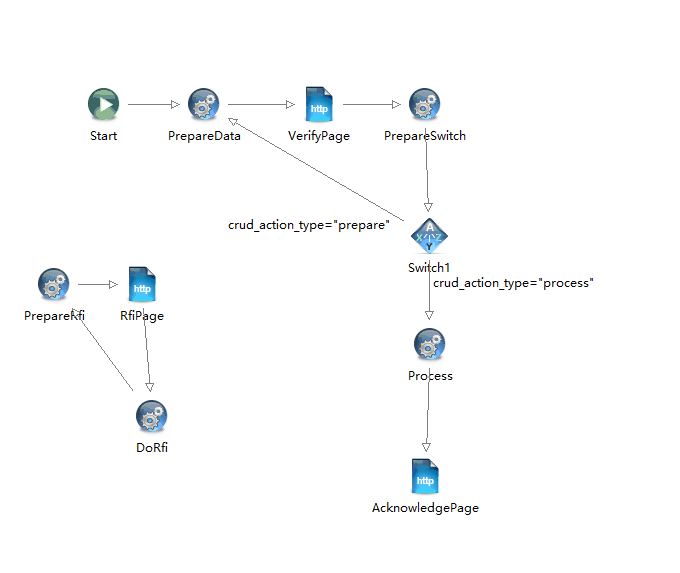 http
Start
PrepareData
VerifyPage
PrepareSwitch
crud_action_type="prepare"
A
X Z
Y
Switch1
crud_action_type="process"
http
PrepareRfi
RfiPage
Process
DoRfi
http
AcknowledgePage